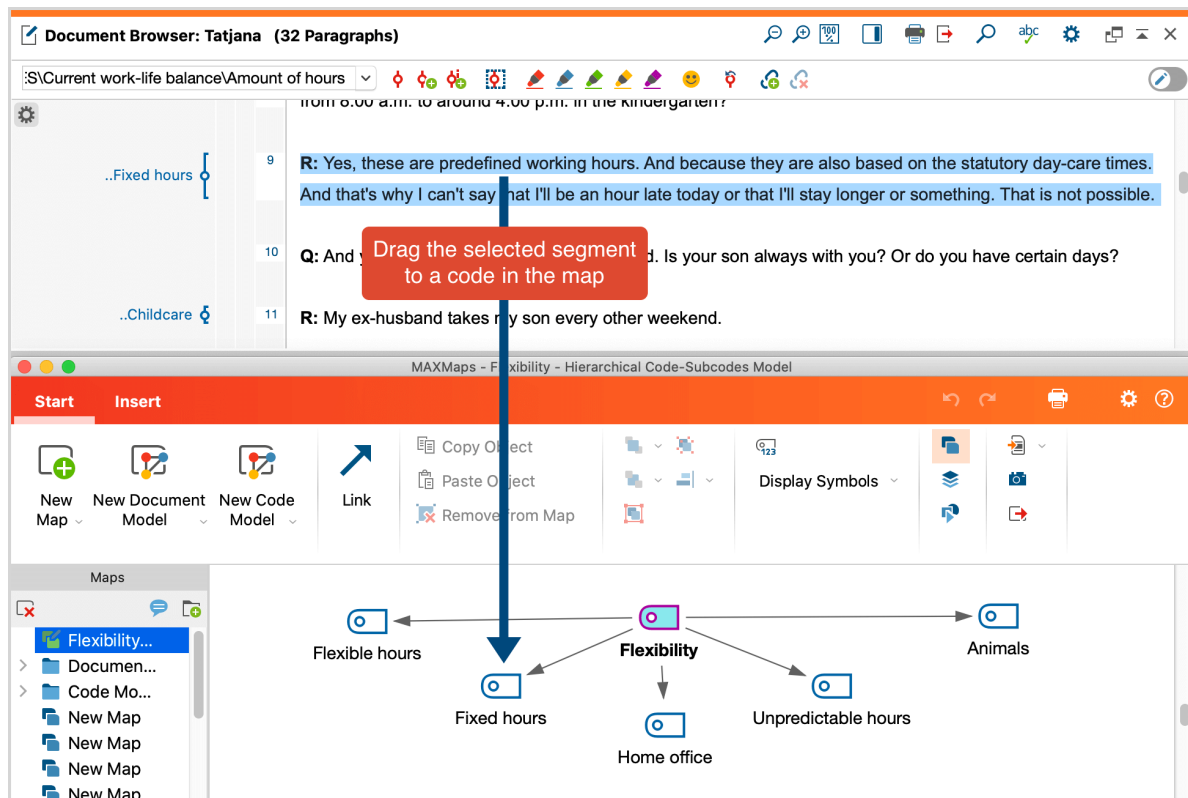 Document Browser: Tatjana (32 Paragraphs)
100 %
abc
:S\Current work-life balance\Amount of hours
from 8:00 a.m. to around 4:00 p.m. in the kindergarten?
..Fixed hours
9
R: Yes, these are predefined working hours. And because they are also based on the statutory day-care times.
And that's why I can't say that I'll be an hour late today or that I'll stay longer or something. That is not possible.
Drag the selected segment
to a code in the map
10
Q: And y d. Is your son always with you? Or do you have certain days?
..Childcare
11
R: My ex-husband takes my son every other weekend.
MAXMaps - Flexibility - Hierarchical Code-Subcodes Model
Start
Insert
New
Map
New Document
Model
New Code
Model
Link
Copy Object
Paste Object
Remove from Map
123
Display Symbols
Maps
Flexibility...
Documen...
Code Mo...
New Map
New Map
New Map
New Map
Flexible hours
Flexibility
Animals
Fixed hours
Unpredictable hours
Home office